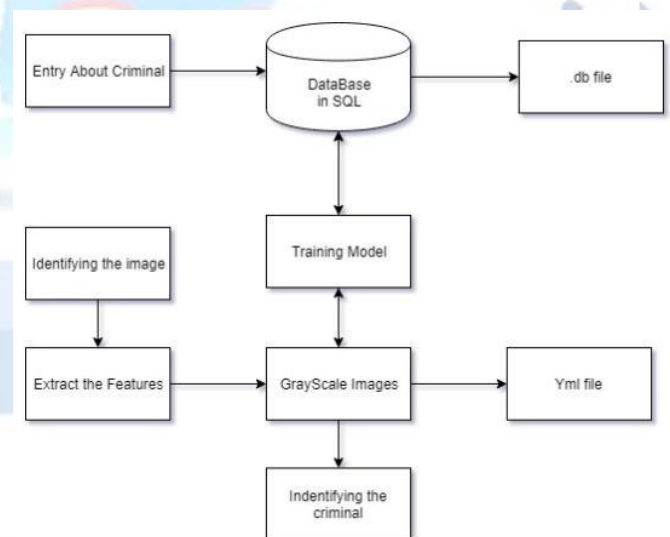 Entry About Criminal
DataBase
in SQL
.db file
Identifying the image
Training Model
Extract the Features
GrayScale Images
Yml file
Indentifying the
criminal